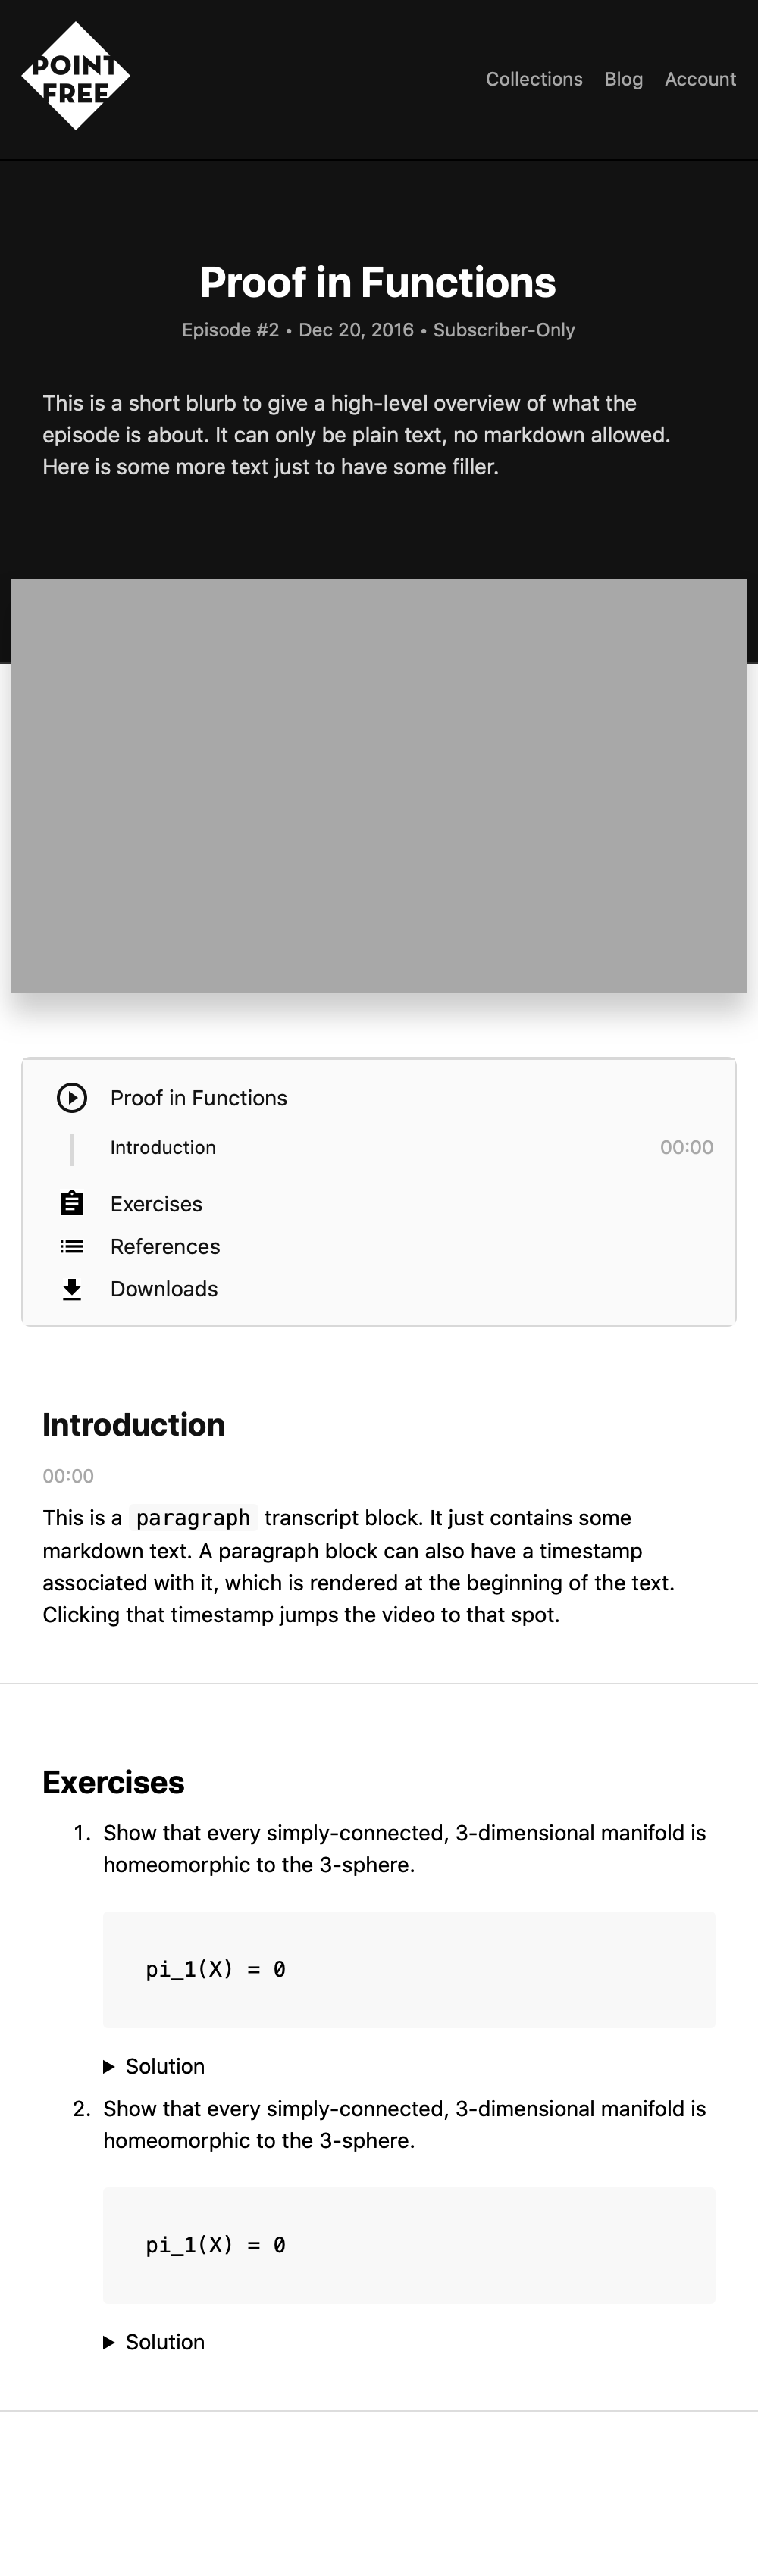 POINT
FREE
Collections Blog Account
Proof in Functions
Episode #2 • Dec 20, 2016 • Subscriber-Only
This is a short blurb to give a high-level overview of what the
episode is about. It can only be plain text, no markdown allowed.
Here is some more text just to have some filler.
Proof in Functions
Introduction 00:00
Exercises
References
Downloads
Introduction
00:00
This is a paragraph transcript block. It just contains some
markdown text. A paragraph block can also have a timestamp
associated with it, which is rendered at the beginning of the text.
Clicking that timestamp jumps the video to that spot.
Exercises
1. Show that every simply-connected, 3-dimensional manifold is
homeomorphic to the 3-sphere.
pi_1(X) = 0
▶ Solution
2. Show that every simply-connected, 3-dimensional manifold is
homeomorphic to the 3-sphere.
pi_1(X) = 0
▶ Solution